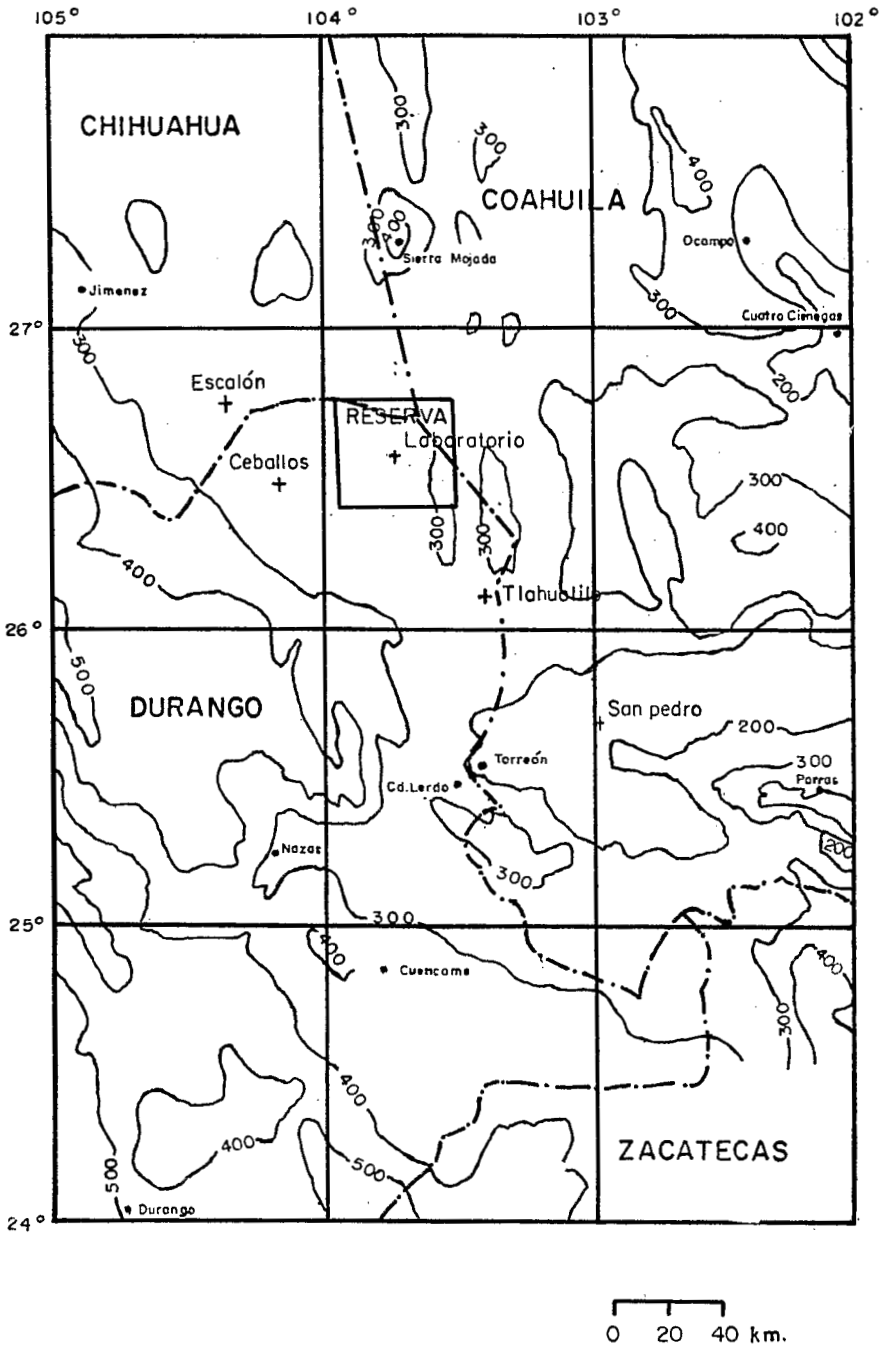 105° 104° 103° 102°
CHIHUAHUA
300
300
400
COAHUILA
300
400
Ocampo
Sierra Mojada
Jimenez
300
Cuatro Cienegas
27°
300
200
Escalón
RESERVA
Laboratorio
Ceballos
300
300
300
400
400
Tlahualilo
26°
500
DURANGO
San pedro
200
Torreón
300
Cd.Lerdo
Parras
Nazas
200
300
300
25°
400
Cuencame
400
300
400
400
500
500
ZACATECAS
Durango
24°
0 20 40 km.